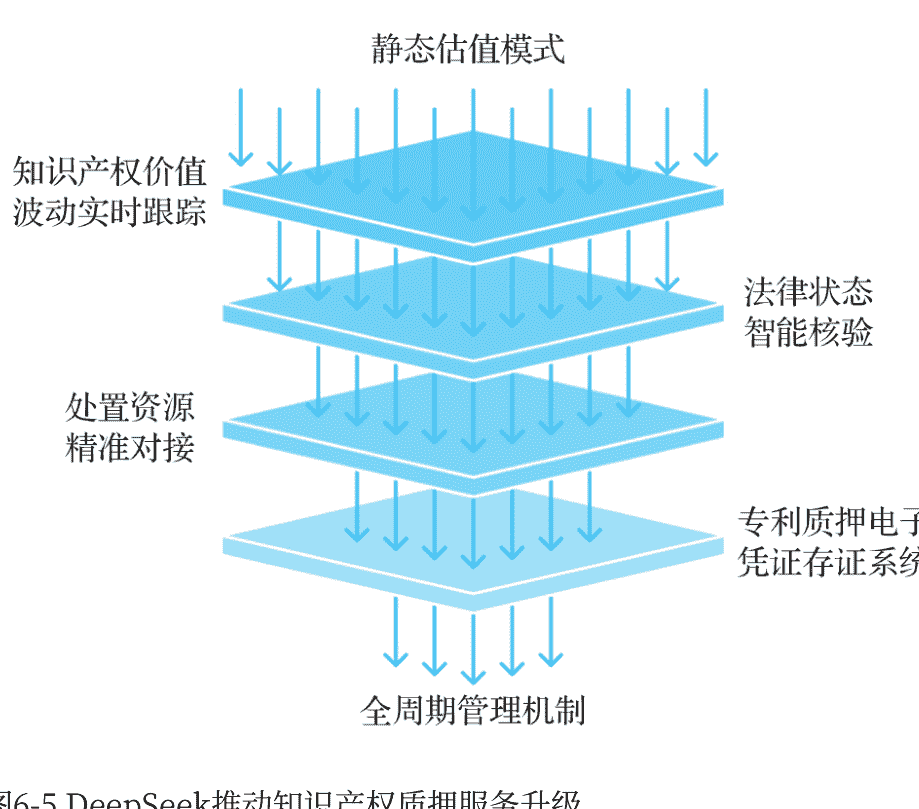 静态估值模式
知识产权价值
波动实时跟踪
法律状态
智能核验
处置资源
精准对接
专利质押电子
凭证存证系统
全周期管理机制
图6-5 DeepSeek推动知识产权质押服务升级